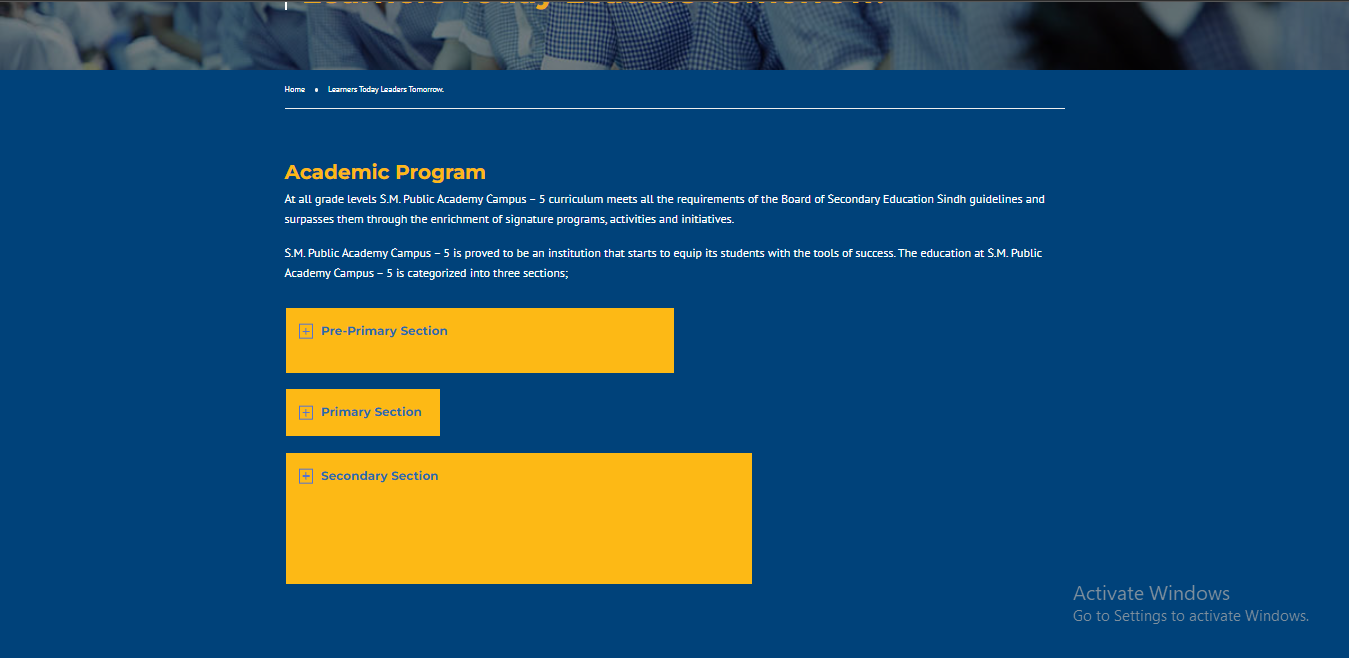 Learners Today Leaders Tomorrow.
Home • Learners Today Leaders Tomorrow.
Academic Program
At all grade levels S.M. Public Academy Campus – 5 curriculum meets all the requirements of the Board of Secondary Education Sindh guidelines and
surpasses them through the enrichment of signature programs, activities and initiatives.
S.M. Public Academy Campus – 5 is proved to be an institution that starts to equip its students with the tools of success. The education at S.M. Public
Academy Campus – 5 is categorized into three sections;
Pre-Primary Section
Primary Section
Secondary Section
Activate Windows
Go to Settings to activate Windows.